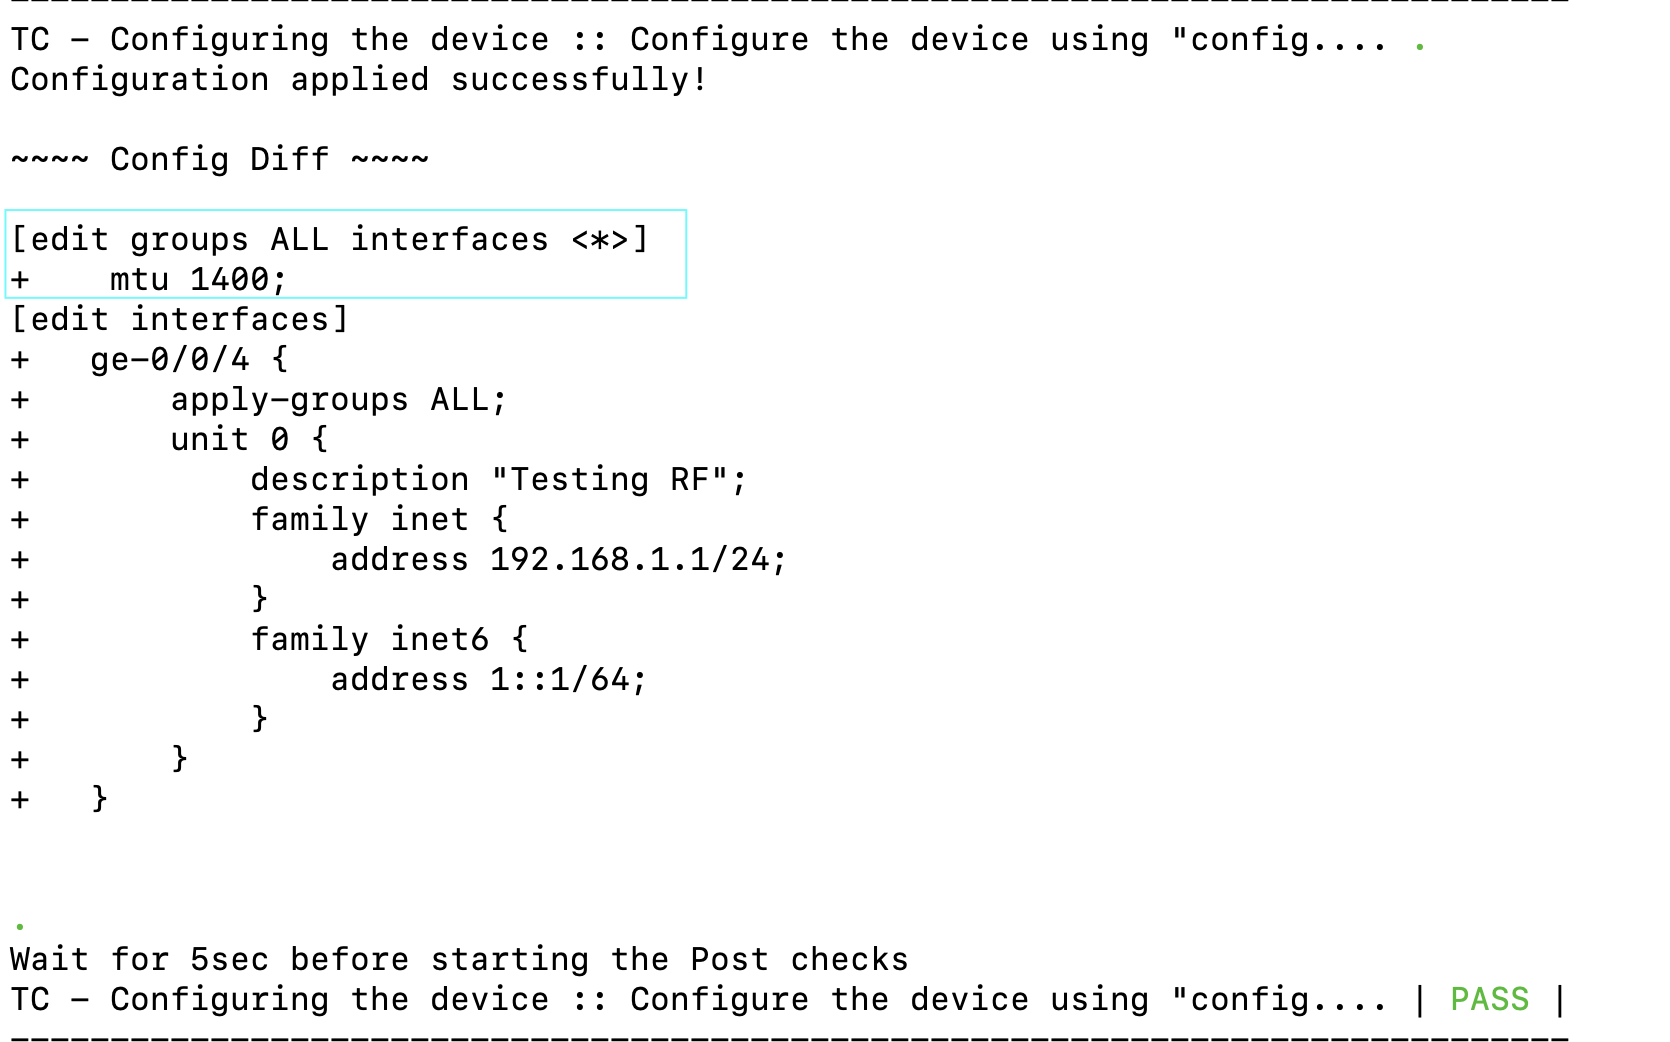 TC - Configuring the device :: Configure the device using "config.... .
Configuration applied successfully!
~~~~ Config Diff ~~~~
[edit groups ALL interfaces <*>]
+    mtu 1400;
[edit interfaces]
+   ge-0/0/4 {
+       apply-groups ALL;
+       unit 0 {
+           description "Testing RF";
+           family inet {
+               address 192.168.1.1/24;
+           }
+           family inet6 {
+               address 1::1/64;
+           }
+       }
+   }
.
Wait for 5sec before starting the Post checks
TC - Configuring the device :: Configure the device using "config.... | PASS |